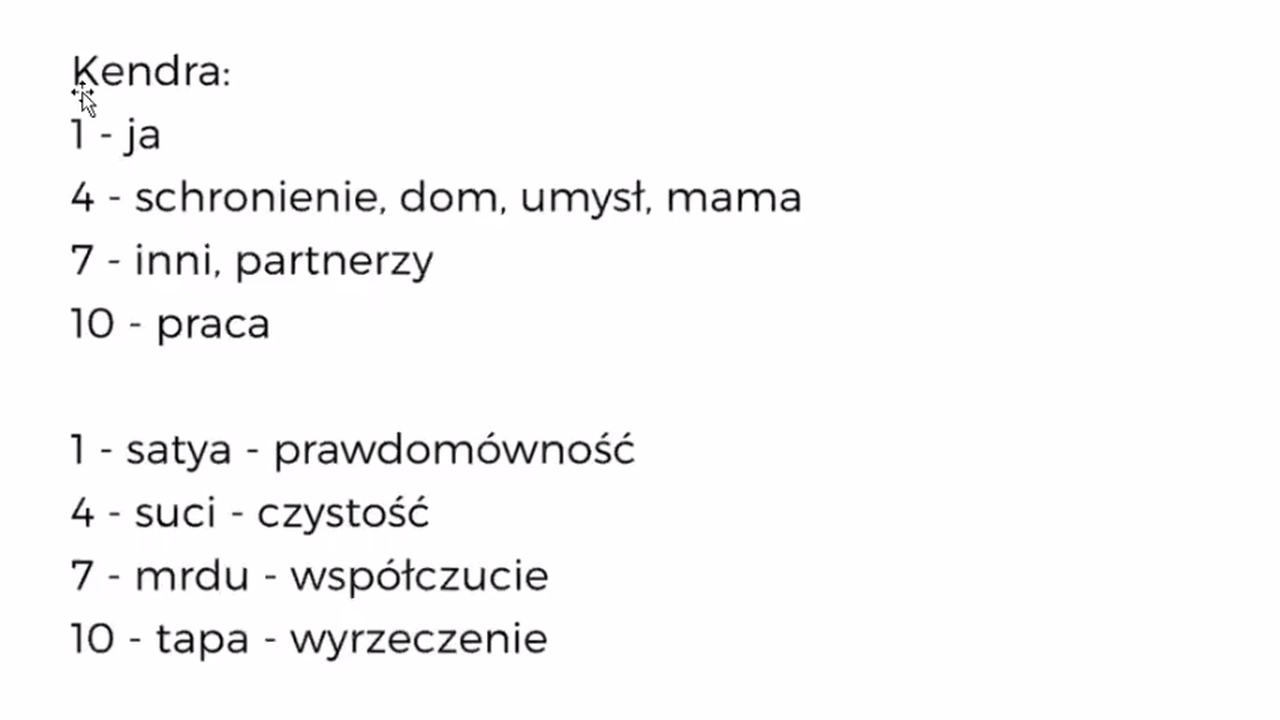 Kendra:
1 - ja
4 - schronienie, dom, umysł, mama
7 - inni, partnerzy
10 - praca
1 - satya - prawdomówność
4 - suci - czystość
7 - mrdu - współczucie
10 - tapa - wyrzeczenie